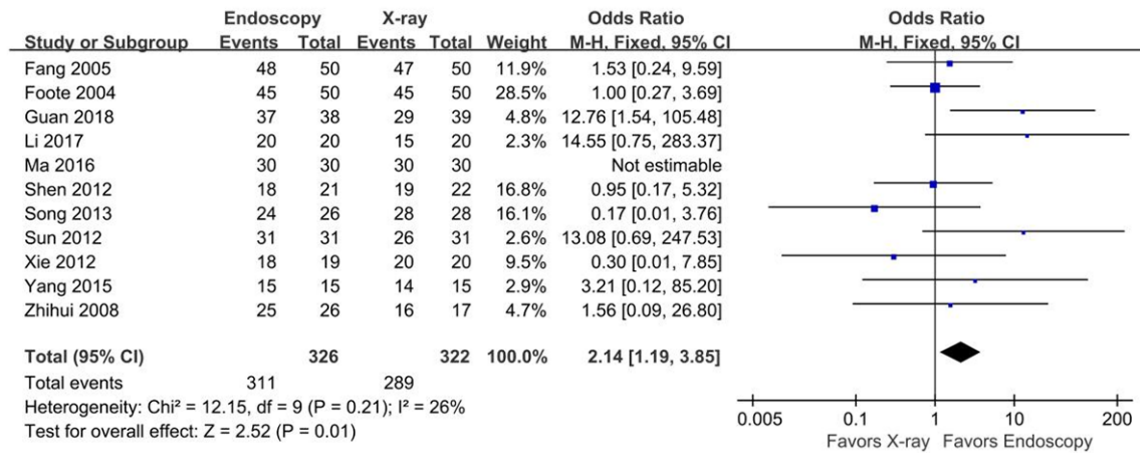 Endoscopy X-ray Odds Ratio Odds Ratio
Study or Subgroup Events Total Events Total Weight M-H, Fixed, 95% CI M-H, Fixed, 95% CI
Fang 2005 48 50 47 50 11.9% 1.53 [0.24, 9.59]
Foote 2004 45 50 45 50 28.5% 1.00 [0.27, 3.69]
Guan 2018 37 38 29 39 4.8% 12.76 [1.54, 105.48]
Li 2017 20 20 15 20 2.3% 14.55 [0.75, 283.37]
Ma 2016 30 30 30 30 Not estimable
Shen 2012 18 21 19 22 16.8% 0.95 [0.17, 5.32]
Song 2013 24 26 28 28 16.1% 0.17 [0.01, 3.76]
Sun 2012 31 31 26 31 2.6% 13.08 [0.69, 247.53]
Xie 2012 18 19 20 20 9.5% 0.30 [0.01, 7.85]
Yang 2015 15 15 14 15 2.9% 3.21 [0.12, 85.20]
Zhihui 2008 25 26 16 17 4.7% 1.56 [0.09, 26.80]
Total (95% CI) 326 322 100.0% 2.14 [1.19, 3.85]
Total events 311 289
Heterogeneity: Chi² = 12.15, df = 9 (P = 0.21); I² = 26%
Test for overall effect: Z = 2.52 (P = 0.01)
0.005 0.1 1 10 200
Favors X-ray Favors Endoscopy